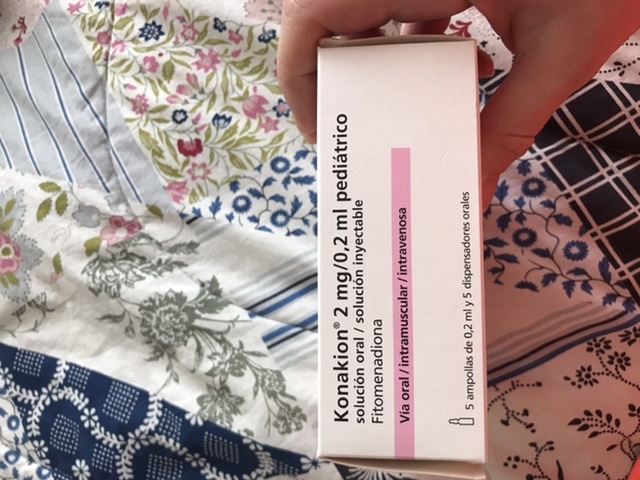 Konakion® 2 mg/0,2 ml pediátrico
solución oral / solución inyectable
Fitomenadiona
Vía oral / intramuscular / intravenosa
5 ampollas de 0,2 ml y 5 dispensadores orales